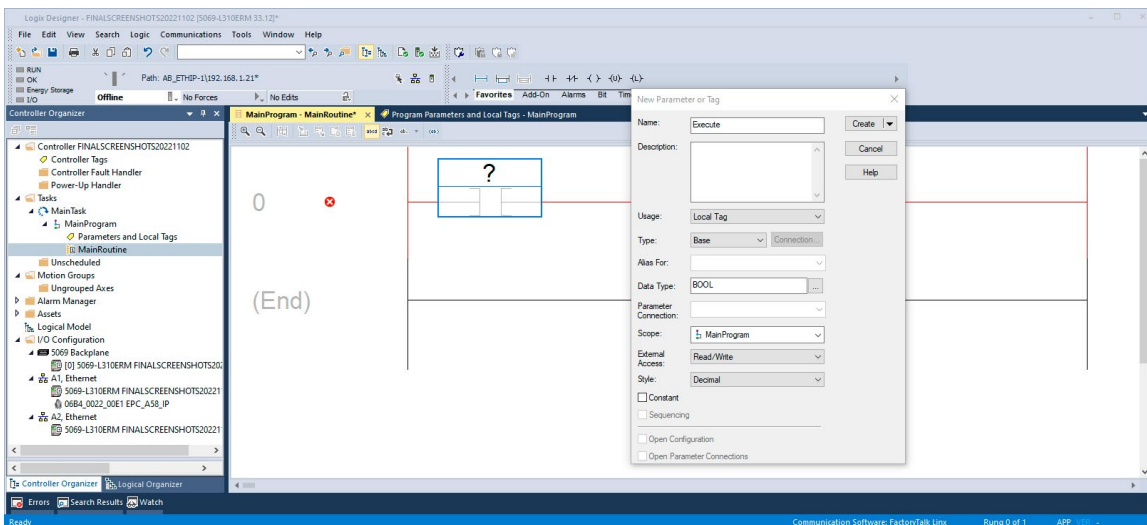 Logix Designer - FINALSCREENSHOTS20221102 [5069-L310ERM 33.12]*
File Edit View Search Logic Communications Tools Window Help
RUN
OK
Energy Storage
I/O
Path: AB_ETHIP-1\192.168.1.21*
Offline
No Forces
No Edits
Favorites Add-On Alarms Bit Tim
Controller Organizer
MainProgram - MainRoutine*
Program Parameters and Local Tags - MainProgram
Controller FINALSCREENSHOTS20221102
Controller Tags
Controller Fault Handler
Power-Up Handler
Tasks
MainTask
MainProgram
Parameters and Local Tags
MainRoutine
Unscheduled
Motion Groups
Ungrouped Axes
Alarm Manager
Assets
Logical Model
I/O Configuration
5069 Backplane
[0] 5069-L310ERM FINALSCREENSHOTS202
A1, Ethernet
5069-L310ERM FINALSCREENSHOTS20221
06B4_0022_00E1 EPC_A58_IP
A2, Ethernet
5069-L310ERM FINALSCREENSHOTS20221
Controller Organizer
Logical Organizer
?
0
(End)
New Parameter or Tag
Name: Execute
Create
Description:
Cancel
Help
Usage: Local Tag
Type: Base
Connection...
Alias For:
Data Type: BOOL
...
Parameter
Connection:
Scope: MainProgram
External
Access: Read/Write
Style: Decimal
Constant
Sequencing
Open Configuration
Open Parameter Connections
Errors Search Results Watch
Ready
Communication Software: FactoryTalk Linx
Rung 0 of 1
APP VER